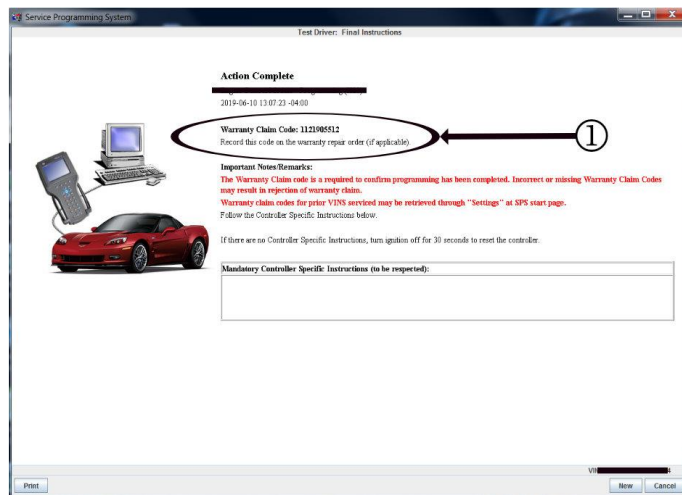 Service Programming System
Test Driver: Final Instructions
Action Complete
2019-06-10 13:07:23 -04:00
Warranty Claim Code: 1121905512
Record this code on the warranty repair order (if applicable)
1
Important Notes/Remarks:
The Warranty Claim code is a required to confirm programming has been completed. Incorrect or missing Warranty Claim Codes
may result in rejection of warranty claim.
Warranty claim codes for prior VINS serviced may be retrieved through "Settings" at SPS start page.
Follow the Controller Specific Instructions below.
If there are no Controller Specific Instructions, turn ignition off for 30 seconds to reset the controller.
Mandatory Controller Specific Instructions (to be respected):
VIN
4
Print
New
Cancel